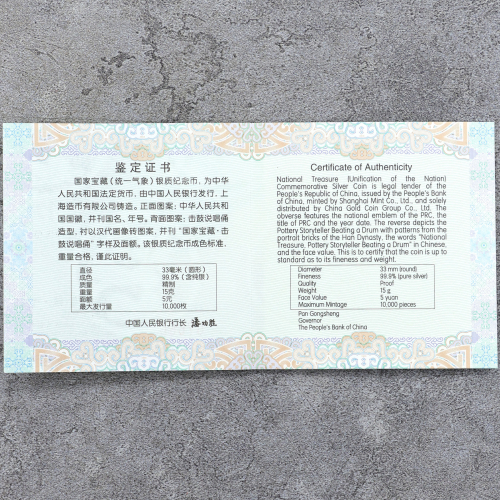 鉴定证书
国家宝藏(统一气象)银质纪念币,为中华
人民共和国法定货币,由中国人民银行发行,上
海造币有限公司铸造。正面图案:中华人民共和
国国徽,并刊国名、年号。背面图案:击鼓说唱俑
造型,衬以汉代画像砖图案,并刊“国家宝藏·击
鼓说唱俑”字样及面额。该银质纪念币成色标准,
重量合格,谨此证明。
直径 33毫米(圆形)
成色 99.9%(含纯银)
质量 精制
重量 15克
面额 5元
最大发行量 10,000枚
中国人民银行行长 潘功胜
Certificate of Authenticity
National Treasure (Unification of the Nation)
Commemorative Silver Coin is legal tender of the
People's Republic of China, issued by the People's Bank
of China, minted by Shanghai Mint Co., Ltd., and solely
distributed by China Gold Coin Group Co., Ltd. The
obverse features the national emblem of the PRC, the
title of the PRC and the year date. The reverse depicts the
Pottery Storyteller Beating a Drum with patterns from the
portrait bricks of the Han Dynasty, the words "National
Treasure, Pottery Storyteller Beating a Drum" in Chinese,
and the face value. This is to certify that the coin is up to
standard as to its fineness and weight.
Diameter 33 mm (round)
Fineness 99.9% (pure silver)
Quality Proof
Weight 15 g
Face Value 5 yuan
Maximum Mintage 10,000 pieces
Pan Gongsheng
Governor
The People's Bank of China